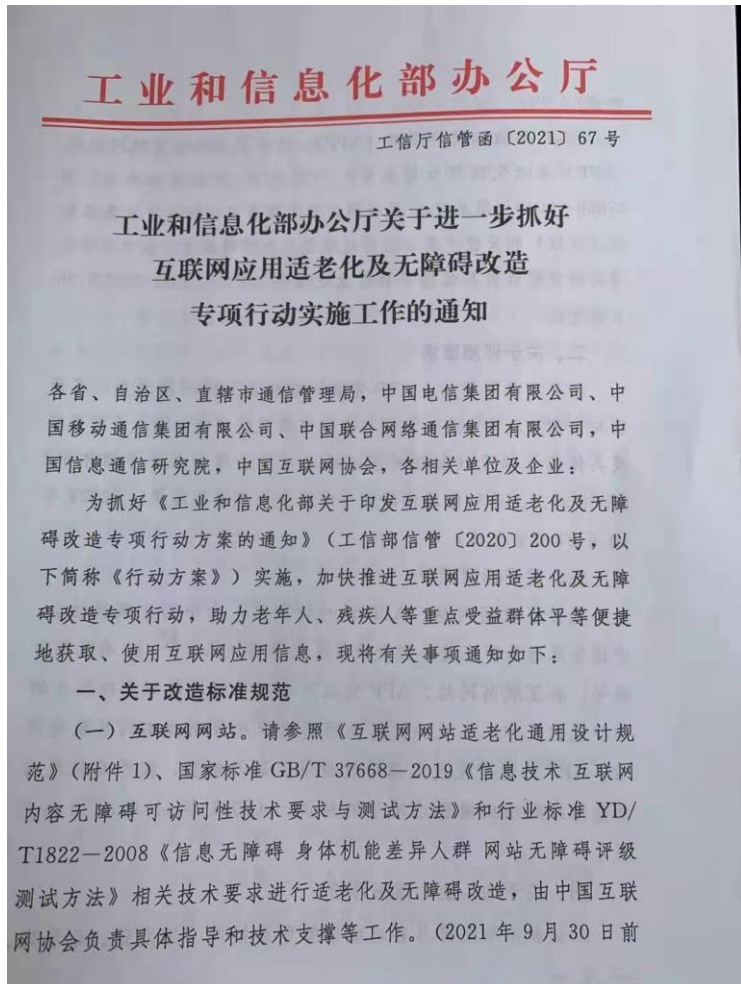 工业和信息化部办公厅
工信厅信管函〔2021〕67号
工业和信息化部办公厅关于进一步抓好
互联网应用适老化及无障碍改造
专项行动实施工作的通知
各省、自治区、直辖市通信管理局，中国电信集团有限公司、中
国移动通信集团有限公司、中国联合网络通信集团有限公司，中
国信息通信研究院，中国互联网协会，各相关单位及企业：
为抓好《工业和信息化部关于印发互联网应用适老化及无障
碍改造专项行动方案的通知》（工信部信管〔2020〕200号，以
下简称《行动方案》）实施，加快推进互联网应用适老化及无障
碍改造专项行动，助力老年人、残疾人等重点受益群体平等便捷
地获取、使用互联网应用信息，现将有关事项通知如下：
一、关于改造标准规范
（一）互联网网站。请参照《互联网网站适老化通用设计规
范》（附件1）、国家标准GB/T 37668－2019《信息技术 互联网
内容无障碍可访问性技术要求与测试方法》和行业标准YD/
T1822－2008《信息无障碍 身体机能差异人群 网站无障碍评级
测试方法》相关技术要求进行适老化及无障碍改造，由中国互联
网协会负责具体指导和技术支撑等工作。（2021年9月30日前